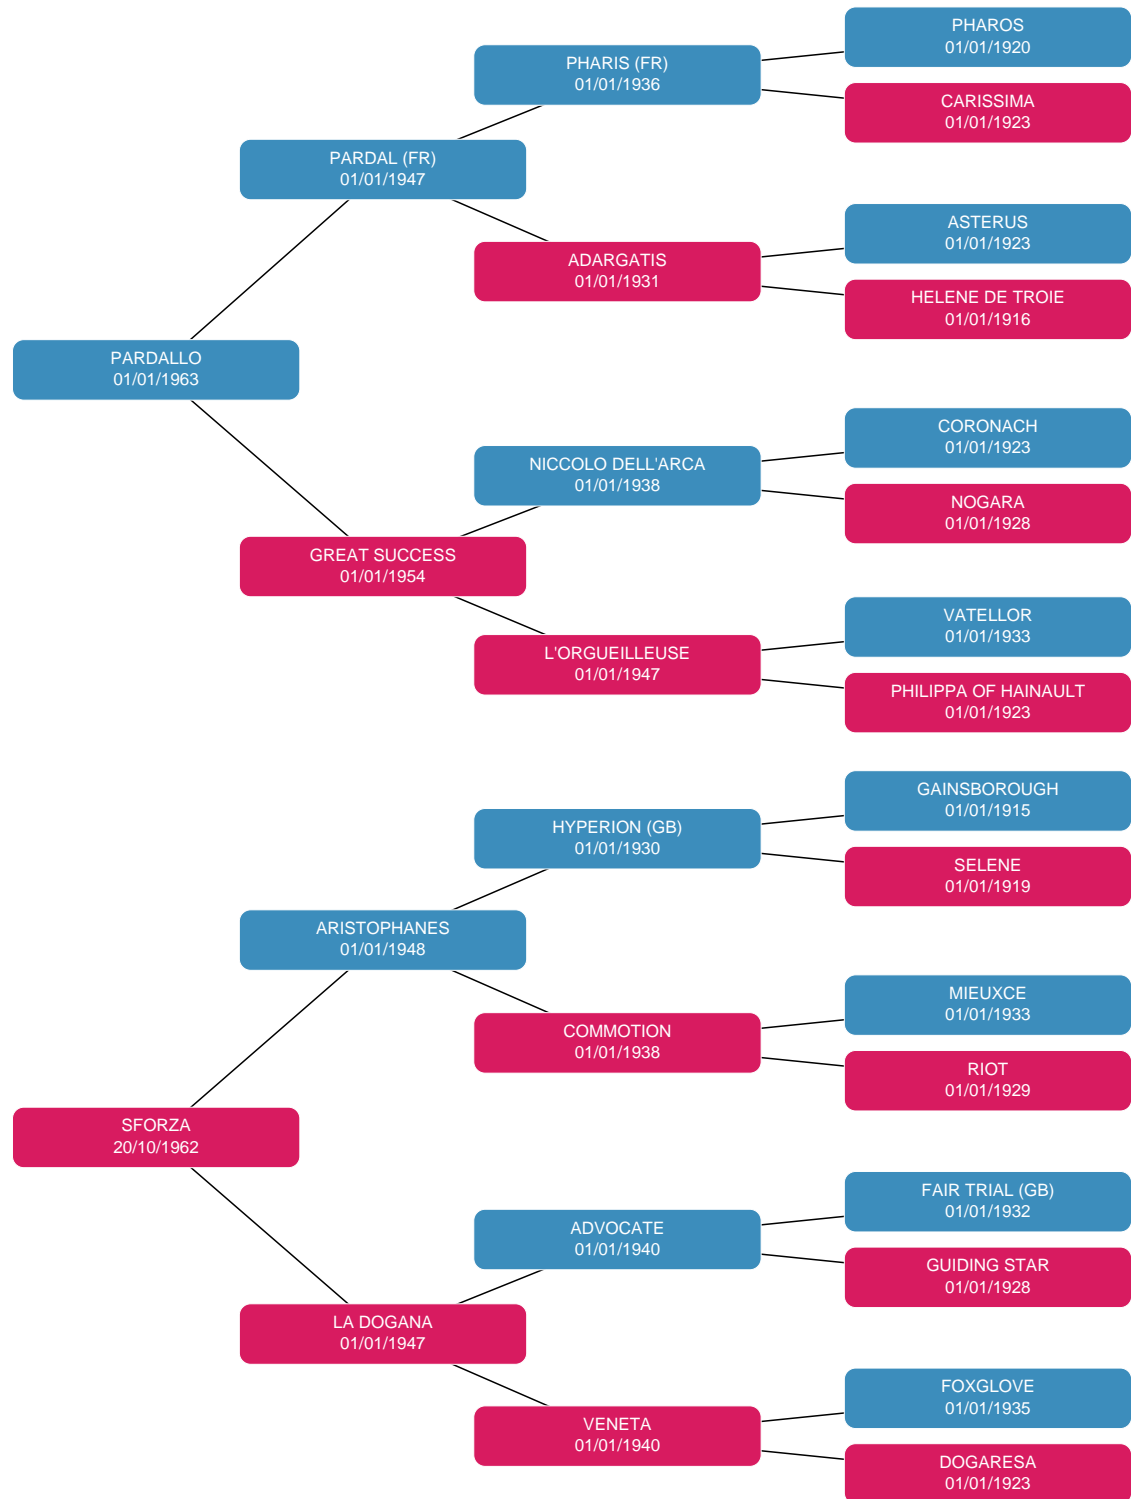 PHAROS
01/01/1920
PHARIS (FR)
01/01/1936
CARISSIMA
01/01/1923
PARDAL (FR)
01/01/1947
ASTERUS
01/01/1923
ADARGATIS
01/01/1931
HELENE DE TROIE
01/01/1916
PARDALLO
01/01/1963
CORONACH
01/01/1923
NICCOLO DELL'ARCA
01/01/1938
NOGARA
01/01/1928
GREAT SUCCESS
01/01/1954
VATELLOR
01/01/1933
L'ORGUEILLEUSE
01/01/1947
PHILIPPA OF HAINAULT
01/01/1923
GAINSBOROUGH
01/01/1915
HYPERION (GB)
01/01/1930
SELENE
01/01/1919
ARISTOPHANES
01/01/1948
MIEUXCE
01/01/1933
COMMOTION
01/01/1938
RIOT
01/01/1929
SFORZA
20/10/1962
FAIR TRIAL (GB)
01/01/1932
ADVOCATE
01/01/1940
GUIDING STAR
01/01/1928
LA DOGANA
01/01/1947
FOXGLOVE
01/01/1935
VENETA
01/01/1940
DOGARESA
01/01/1923